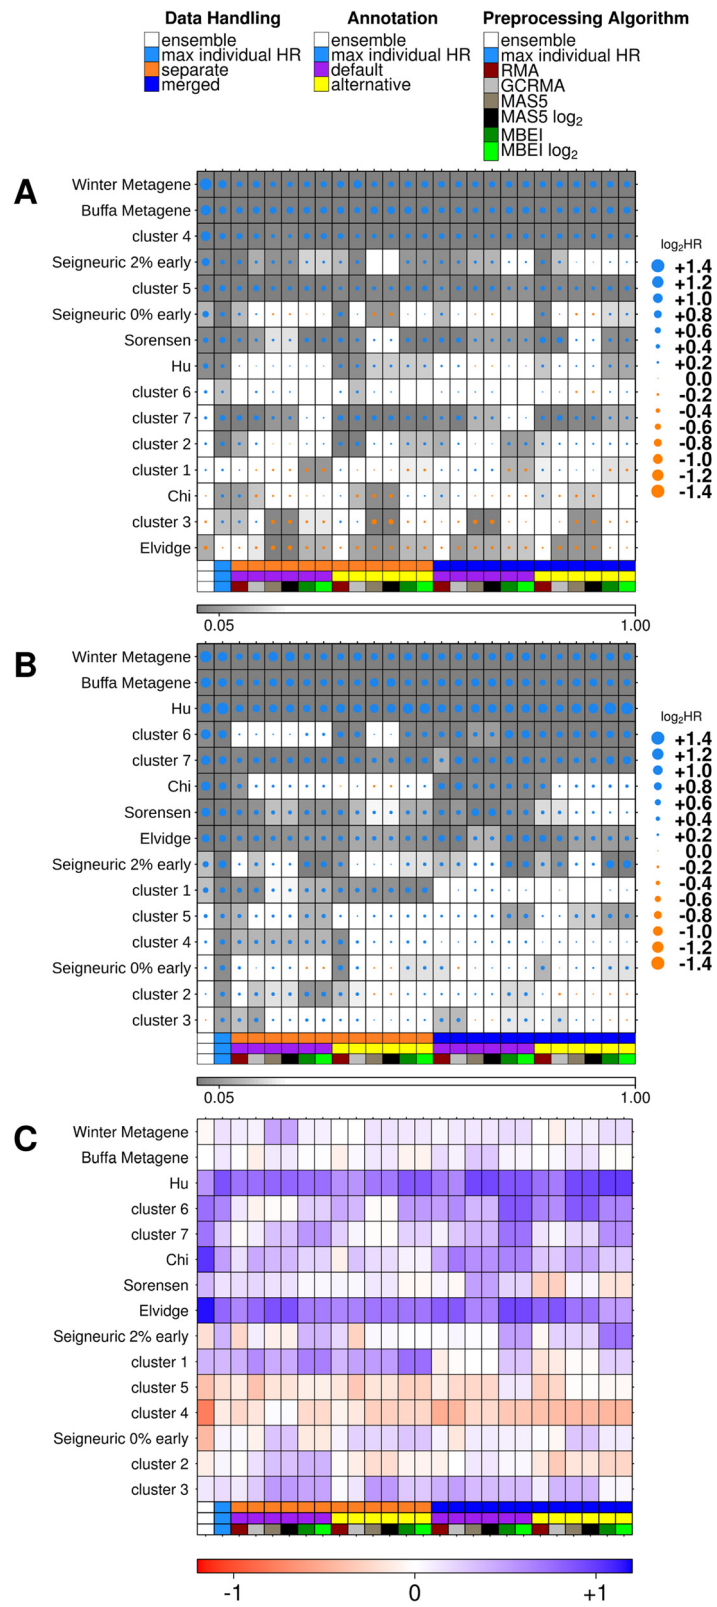 Data Handling Annotation Preprocessing Algorithm
ensemble ensemble ensemble
max individual HR max individual HR max individual HR
separate default RMA
merged alternative GCRMA
MAS5
MAS5 log2
MBEI
MBEI log2
A
Winter Metagene
Buffa Metagene
cluster 4
Seigneuric 2% early
cluster 5
Seigneuric 0% early
Sorensen
Hu
cluster 6
cluster 7
cluster 2
cluster 1
Chi
cluster 3
Elvidge
log2HR
+1.4
+1.2
+1.0
+0.8
+0.6
+0.4
+0.2
0.0
-0.2
-0.4
-0.6
-0.8
-1.0
-1.2
-1.4
0.05 1.00
B
Winter Metagene
Buffa Metagene
Hu
cluster 6
cluster 7
Chi
Sorensen
Elvidge
Seigneuric 2% early
cluster 1
cluster 5
cluster 4
Seigneuric 0% early
cluster 2
cluster 3
log2HR
+1.4
+1.2
+1.0
+0.8
+0.6
+0.4
+0.2
0.0
-0.2
-0.4
-0.6
-0.8
-1.0
-1.2
-1.4
0.05 1.00
C
Winter Metagene
Buffa Metagene
Hu
cluster 6
cluster 7
Chi
Sorensen
Elvidge
Seigneuric 2% early
cluster 1
cluster 5
cluster 4
Seigneuric 0% early
cluster 2
cluster 3
-1 0 +1